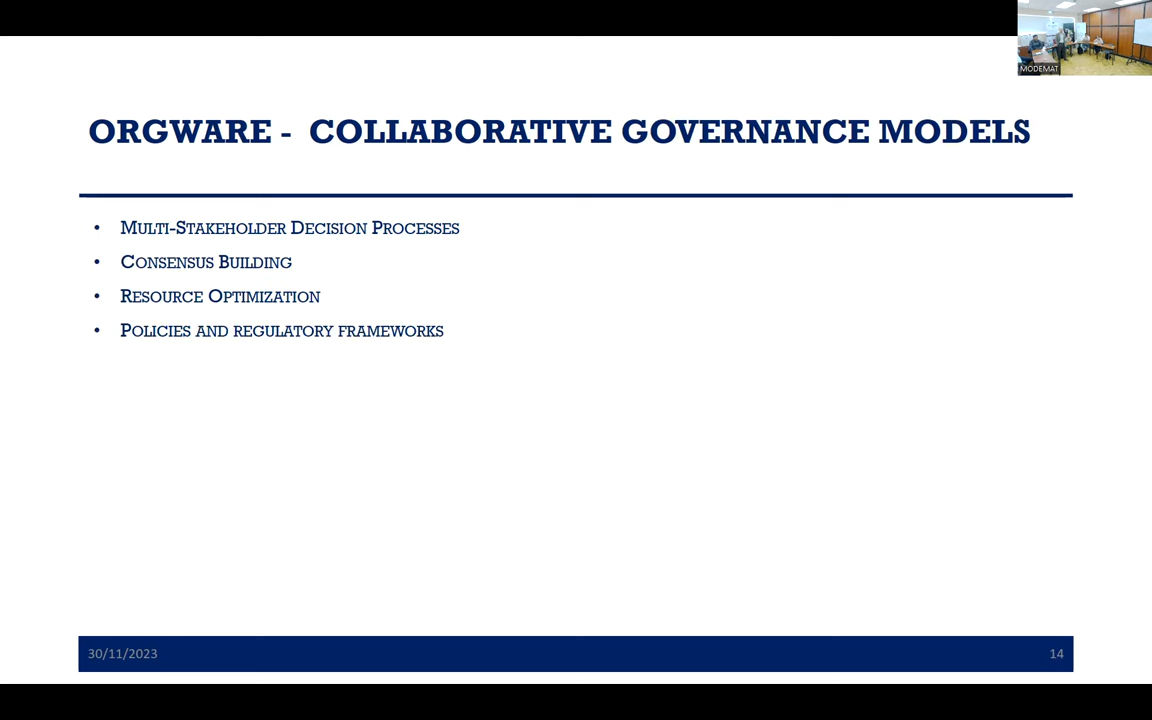 MODEMAT
ORGWARE - COLLABORATIVE GOVERNANCE MODELS
• MULTI-STAKEHOLDER DECISION PROCESSES
• CONSENSUS BUILDING
• RESOURCE OPTIMIZATION
• POLICIES AND REGULATORY FRAMEWORKS
30/11/2023
14